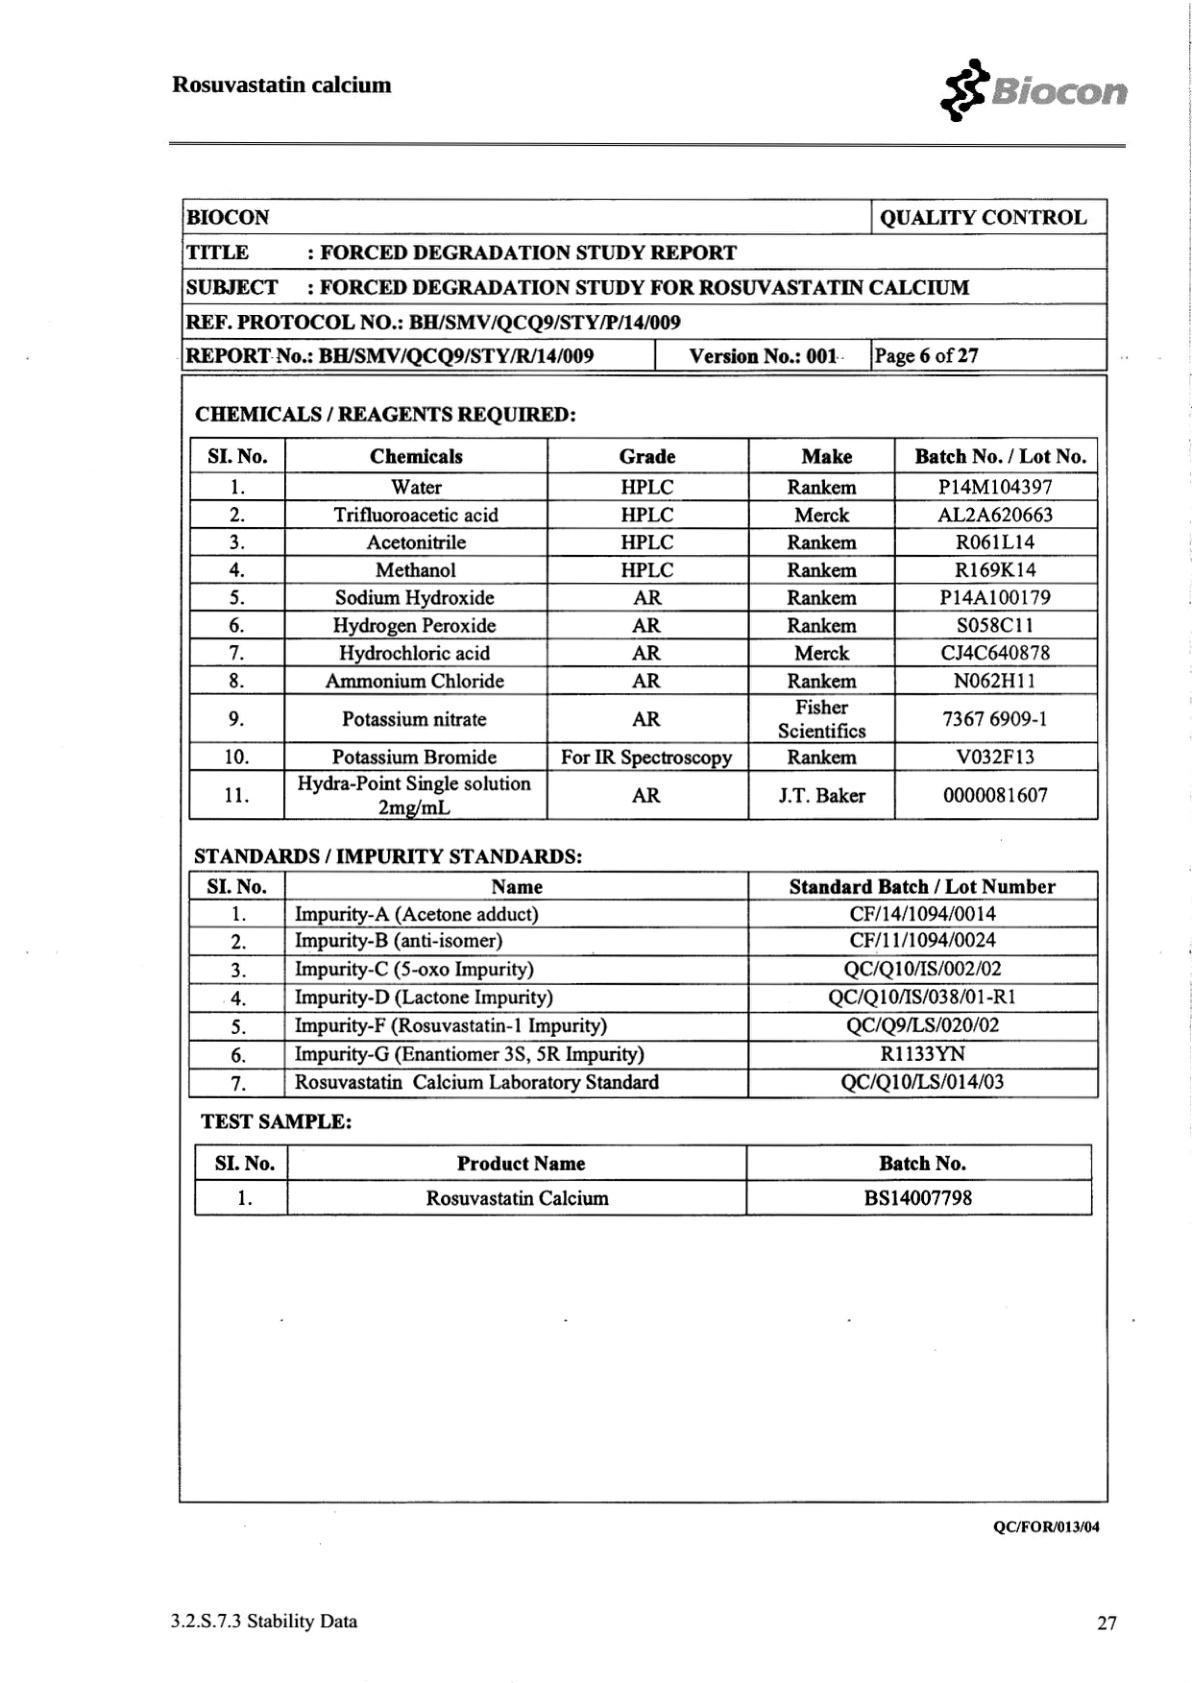 Rosuvastatin calcium
Biocon
BIOCON QUALITY CONTROL
TITLE : FORCED DEGRADATION STUDY REPORT
SUBJECT : FORCED DEGRADATION STUDY FOR ROSUVASTATIN CALCIUM
REF. PROTOCOL NO.: BH/SMV/QCQ9/STY/P/14/009
REPORT No.: BH/SMV/QCQ9/STY/R/14/009 Version No.: 001 Page 6 of 27
CHEMICALS / REAGENTS REQUIRED:
SI. No. Chemicals Grade Make Batch No. / Lot No.
1. Water HPLC Rankem P14M104397
2. Trifluoroacetic acid HPLC Merck AL2A620663
3. Acetonitrile HPLC Rankem R061L14
4. Methanol HPLC Rankem R169K14
5. Sodium Hydroxide AR Rankem P14A100179
6. Hydrogen Peroxide AR Rankem S058C11
7. Hydrochloric acid AR Merck CJ4C640878
8. Ammonium Chloride AR Rankem N062H11
9. Potassium nitrate AR Fisher Scientifics 7367 6909-1
10. Potassium Bromide For IR Spectroscopy Rankem V032F13
11. Hydra-Point Single solution 2mg/mL AR J.T. Baker 0000081607
STANDARDS / IMPURITY STANDARDS:
SI. No. Name Standard Batch / Lot Number
1. Impurity-A (Acetone adduct) CF/14/1094/0014
2. Impurity-B (anti-isomer) CF/11/1094/0024
3. Impurity-C (5-oxo Impurity) QC/Q10/IS/002/02
4. Impurity-D (Lactone Impurity) QC/Q10/IS/038/01-R1
5. Impurity-F (Rosuvastatin-1 Impurity) QC/Q9/LS/020/02
6. Impurity-G (Enantiomer 3S, 5R Impurity) R1133YN
7. Rosuvastatin Calcium Laboratory Standard QC/Q10/LS/014/03
TEST SAMPLE:
SI. No. Product Name Batch No.
1. Rosuvastatin Calcium BS14007798
QC/FOR/013/04
3.2.S.7.3 Stability Data 27